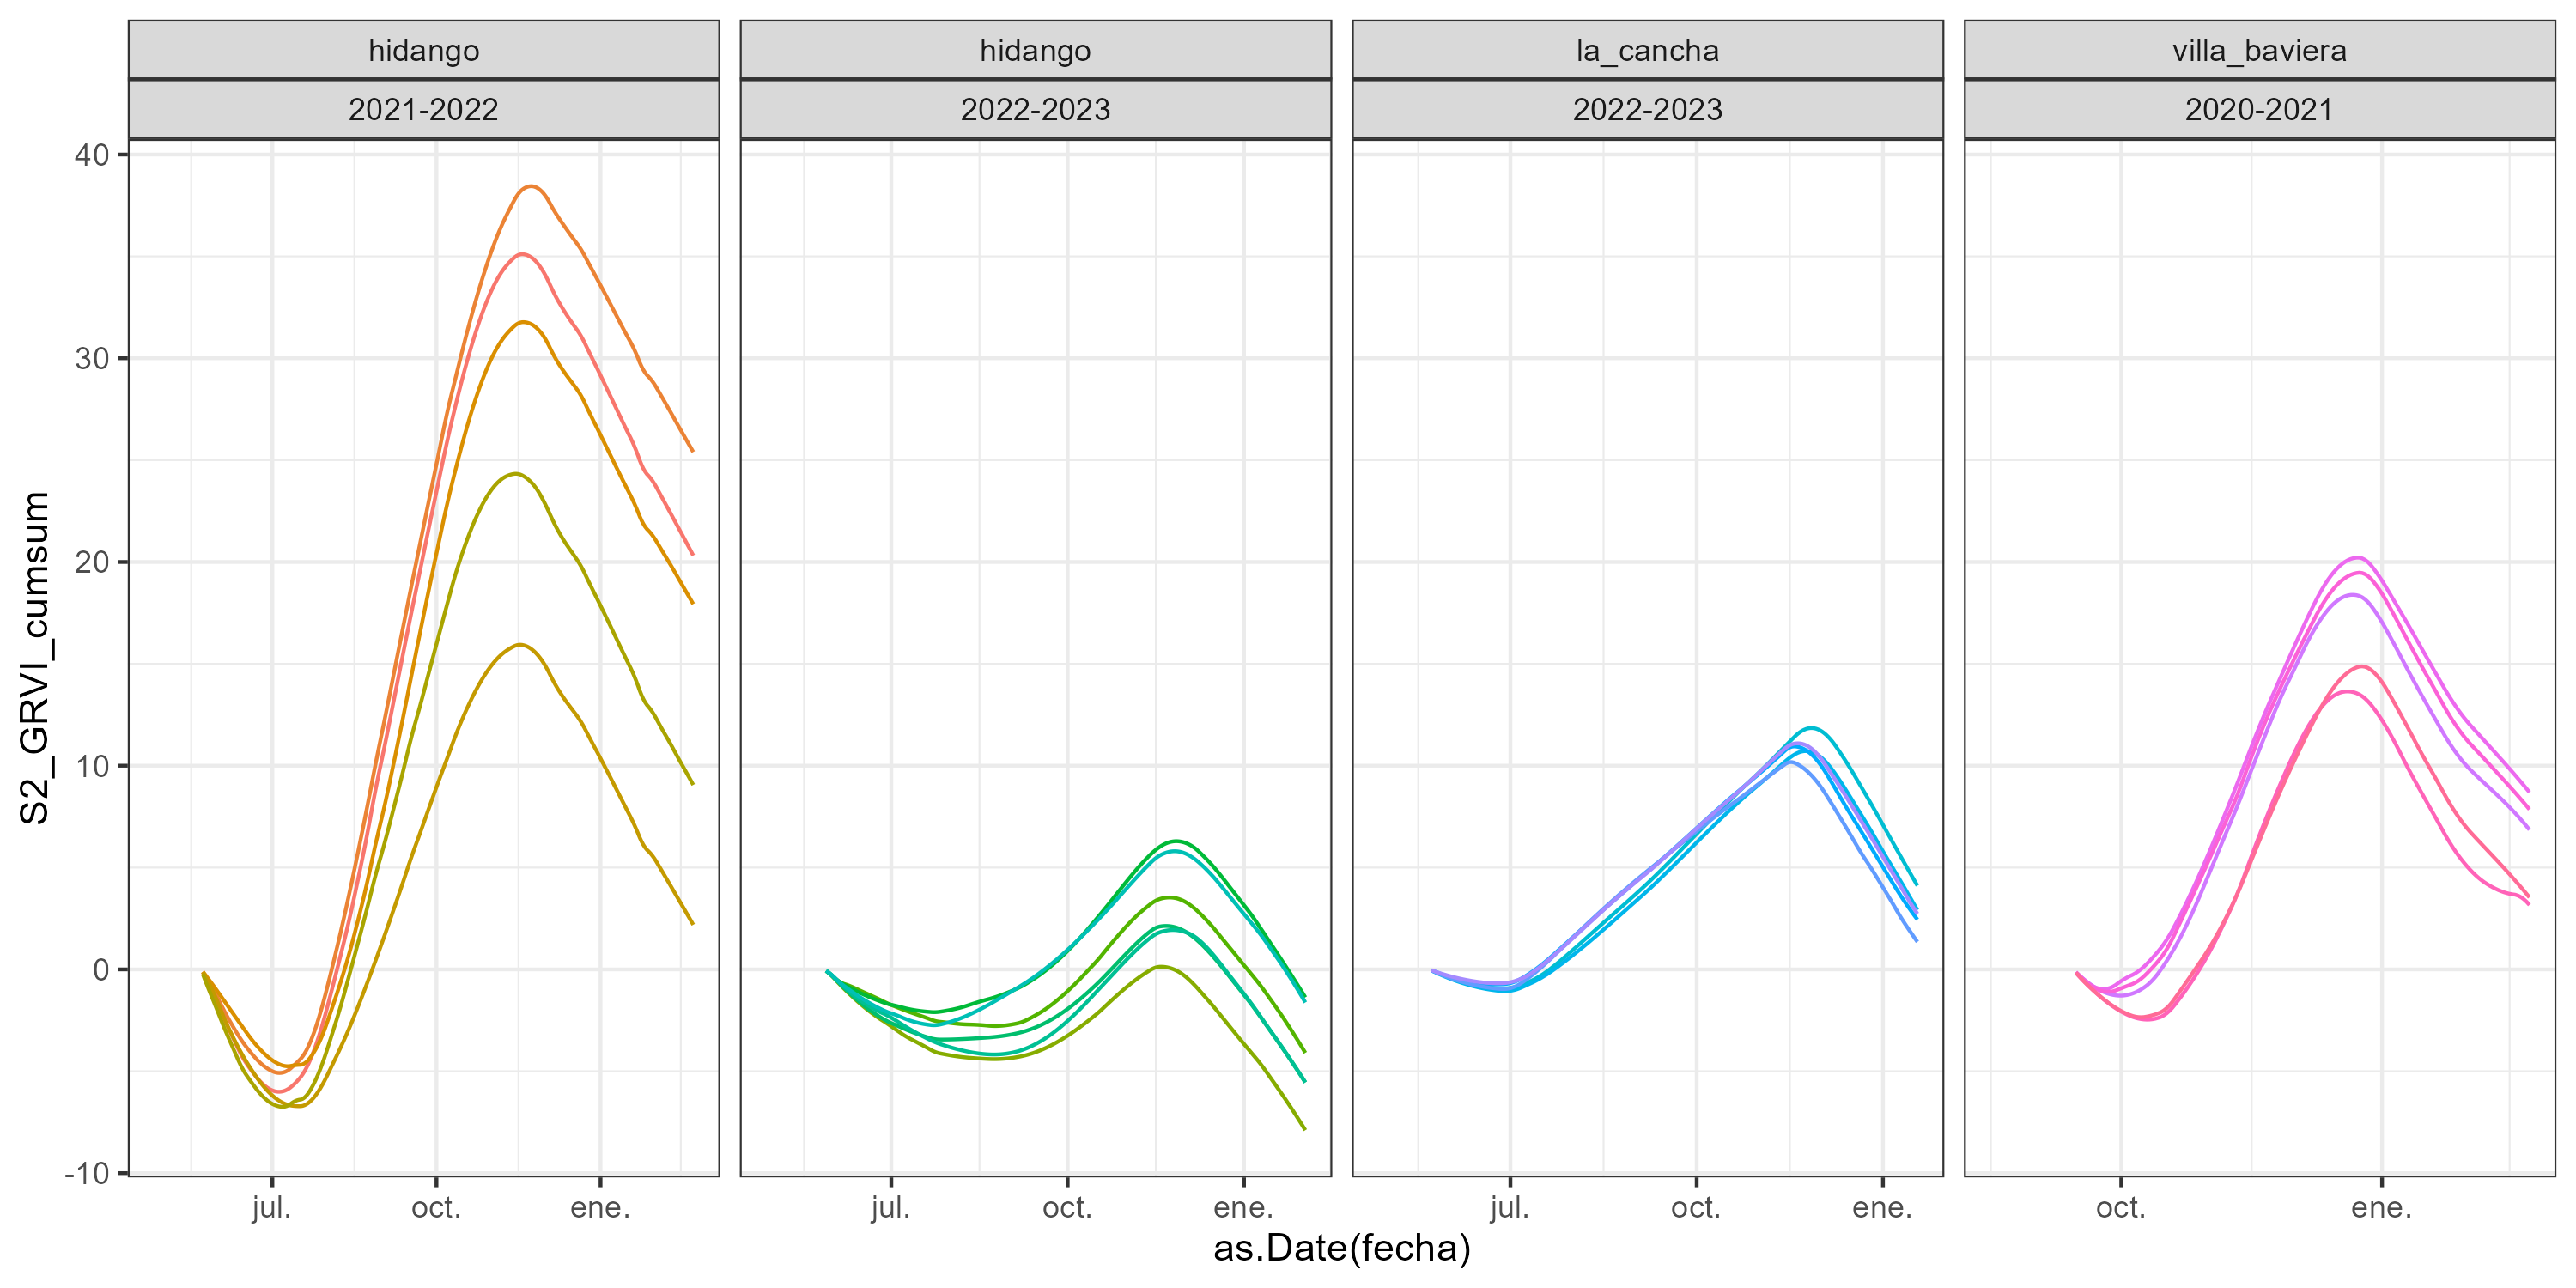 hidango
hidango
la_cancha
villa_baviera
2021-2022
2022-2023
2022-2023
2020-2021
40
30
20
10
0
-10
S2_GRVI_cumsum
jul.
oct.
ene.
jul.
oct.
ene.
jul.
oct.
ene.
oct.
ene.
as.Date(fecha)